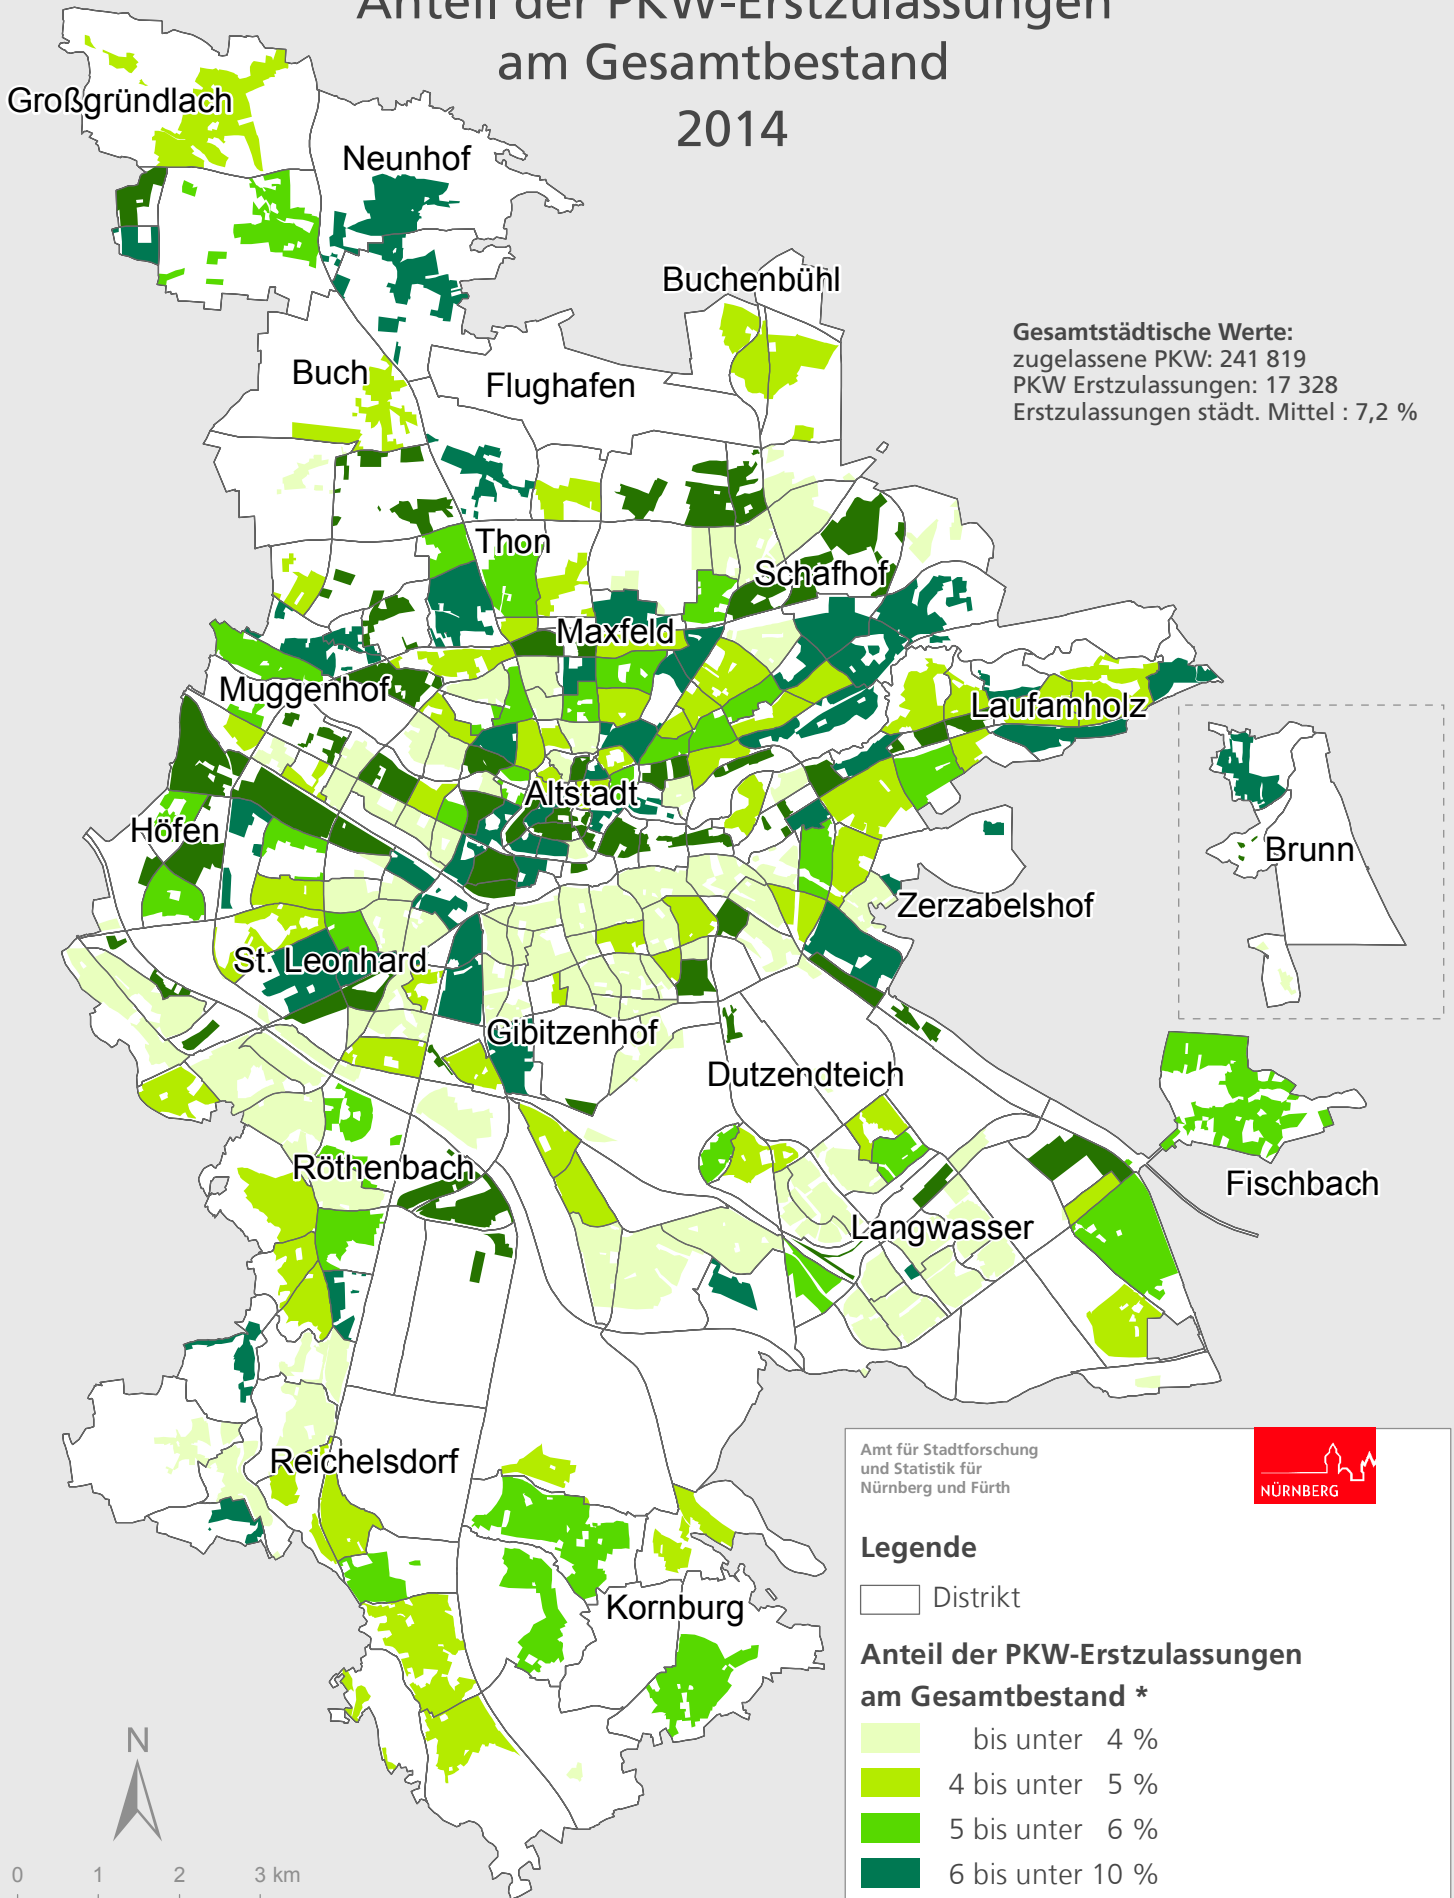 Anteil der PKW-Erstzulassungen
am Gesamtbestand
2014
Großgründlach
Neunhof
Buchenbühl
Gesamtstädtische Werte:
zugelassene PKW: 241 819
PKW Erstzulassungen: 17 328
Erstzulassungen städt. Mittel : 7,2 %
Buch
Flughafen
Thon
Schafhof
Maxfeld
Muggenhof
Laufamholz
Altstadt
Höfen
Brunn
Zerzabelshof
St. Leonhard
Gibitzenhof
Dutzendteich
Röthenbach
Fischbach
Langwasser
Reichelsdorf
Kornburg
Amt für Stadtforschung
und Statistik für
Nürnberg und Fürth
NÜRNBERG
Legende
Distrikt
Anteil der PKW-Erstzulassungen
am Gesamtbestand *
bis unter 4 %
4 bis unter 5 %
5 bis unter 6 %
6 bis unter 10 %
N
0 1 2 3 km